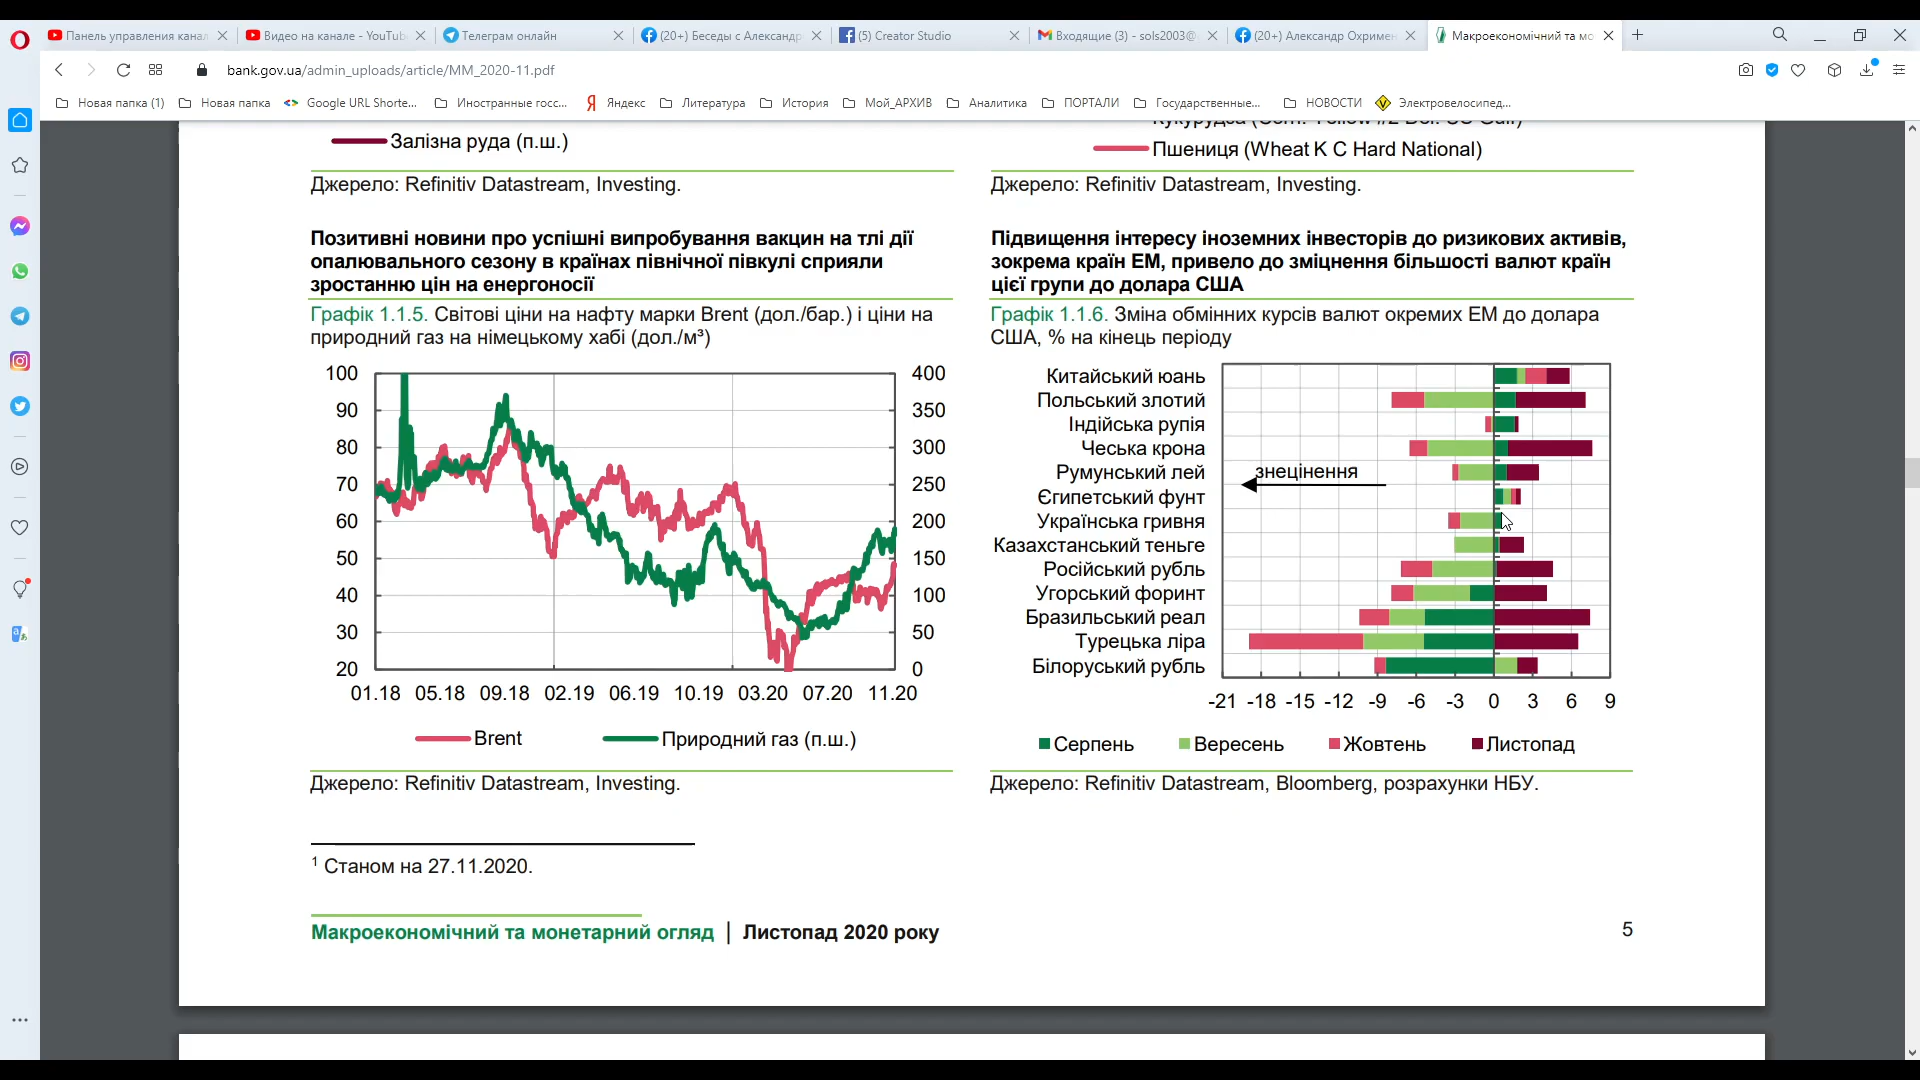 Панель управления канал
Видео на канале - YouTub
Телеграм онлайн
(20+) Беседы с Александр
(5) Creator Studio
Входящие (3) - sols2003@
(20+) Александр Охримен
Макроекономічний та мо
bank.gov.ua/admin_uploads/article/MM_2020-11.pdf
Новая папка (1)
Новая папка
Google URL Shorte...
Иностранные госс...
Яндекс
Литература
История
Мой_АРХИВ
Аналитика
ПОРТАЛИ
Государственные...
НОВОСТИ
Электровелосипед...
Залізна руда (п.ш.)
Кукурудза (Corn. Yellow #2 Del. US Gulf)
Пшениця (Wheat K C Hard National)
Джерело: Refinitiv Datastream, Investing.
Джерело: Refinitiv Datastream, Investing.
Позитивні новини про успішні випробування вакцин на тлі дії
опалювального сезону в країнах північної півкулі сприяли
зростанню цін на енергоносії
Графік 1.1.5. Світові ціни на нафту марки Brent (дол./бар.) і ціни на
природний газ на німецькому хабі (дол./м³)
100
90
80
70
60
50
40
30
20
400
350
300
250
200
150
100
50
0
01.18 05.18 09.18 02.19 06.19 10.19 03.20 07.20 11.20
Brent
Природний газ (п.ш.)
Джерело: Refinitiv Datastream, Investing.
Підвищення інтересу іноземних інвесторів до ризикових активів,
зокрема країн ЕМ, привело до зміцнення більшості валют країн
цієї групи до долара США
Графік 1.1.6. Зміна обмінних курсів валют окремих ЕМ до долара
США, % на кінець періоду
Китайський юань
Польський злотий
Індійська рупія
Чеська крона
Румунський лей
Єгипетський фунт
Українська гривня
Казахстанський теньге
Російський рубль
Угорський форинт
Бразильський реал
Турецька ліра
Білоруський рубль
знецінення
-21 -18 -15 -12 -9 -6 -3 0 3 6 9
Серпень
Вересень
Жовтень
Листопад
Джерело: Refinitiv Datastream, Bloomberg, розрахунки НБУ.
1 Станом на 27.11.2020.
Макроекономічний та монетарний огляд | Листопад 2020 року
5